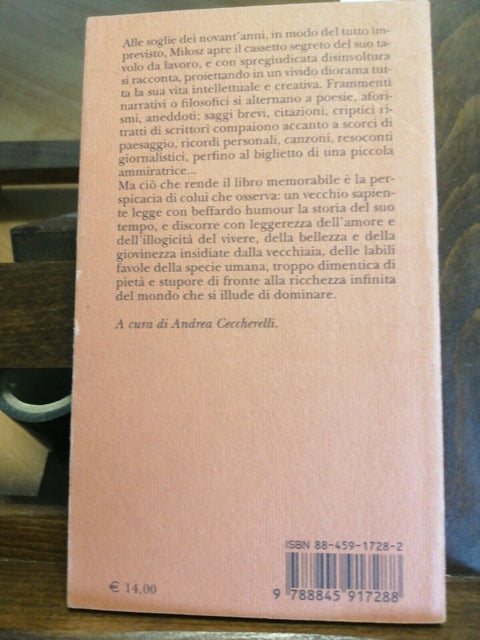 Alle soglie dei novant'anni, in modo del tutto im-
previsto, Miłosz apre il cassetto segreto del suo ta-
volo da lavoro, e con spregiudicata disinvoltura
si racconta, proiettando in un vivido diorama tut-
ta la sua vita intellettuale e creativa. Frammenti
narrativi o filosofici si alternano a poesie, afori-
smi, aneddoti; saggi brevi, citazioni, criptici ri-
tratti di scrittori compaiono accanto a scorci di
paesaggio, ricordi personali, canzoni, resoconti
giornalistici, perfino al biglietto di una piccola
ammiratrice...
Ma ciò che rende il libro memorabile è la per-
spicacia di colui che osserva: un vecchio sapien-
te legge con beffardo humour la storia del suo
tempo, e discorre con leggerezza dell'amore e
dell'illogicità del vivere, della bellezza e della
giovinezza insidiate dalla vecchiaia, delle labili
favole della specie umana, troppo dimentica di
pietà e stupore di fronte alla ricchezza infinita
del mondo che si illude di dominare.
A cura di Andrea Ceccherelli.
ISBN 88-459-1728-2
€ 14,00
9 788845 917288